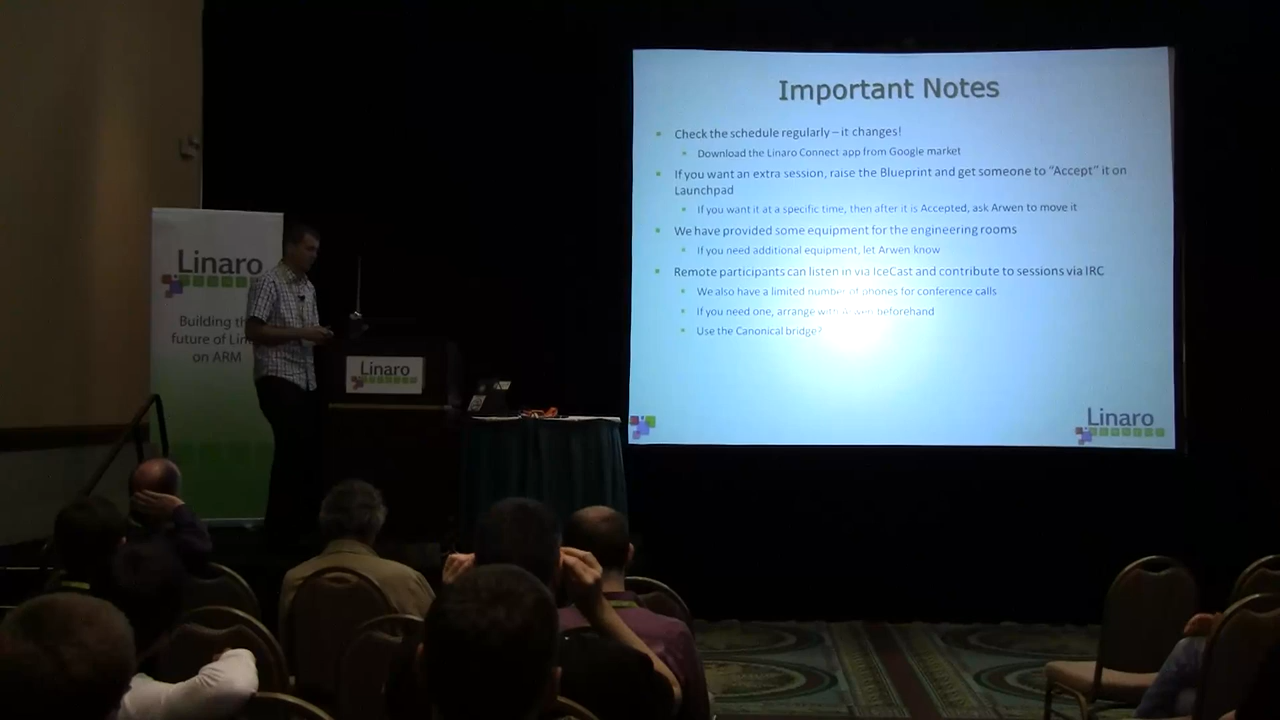 Important Notes
Check the schedule regularly – it changes!
Download the Linaro Connect app from Google market
If you want an extra session, raise the Blueprint and get someone to "Accept" it on
Launchpad
If you want it at a specific time, then after it is Accepted, ask Arwen to move it
We have provided some equipment for the engineering rooms
If you need additional equipment, let Arwen know
Remote participants can listen in via IceCast and contribute to sessions via IRC
We also have a limited number of phones for conference calls
If you need one, arrange with Arwen beforehand
Use the Canonical bridge?
Linaro
Linaro
Building th
future of Lin
on ARM
Linaro